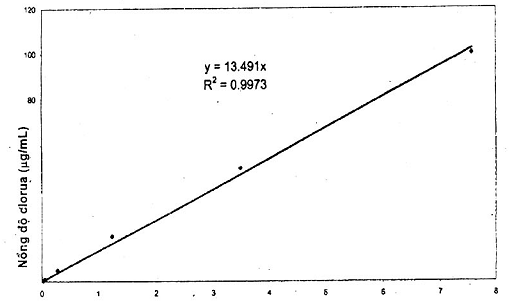 120
100
80
y = 13.491x
R² = 0.9973
Nồng độ clorua (µg/mL)
0
0 1 2 3 4 5 6 7 8